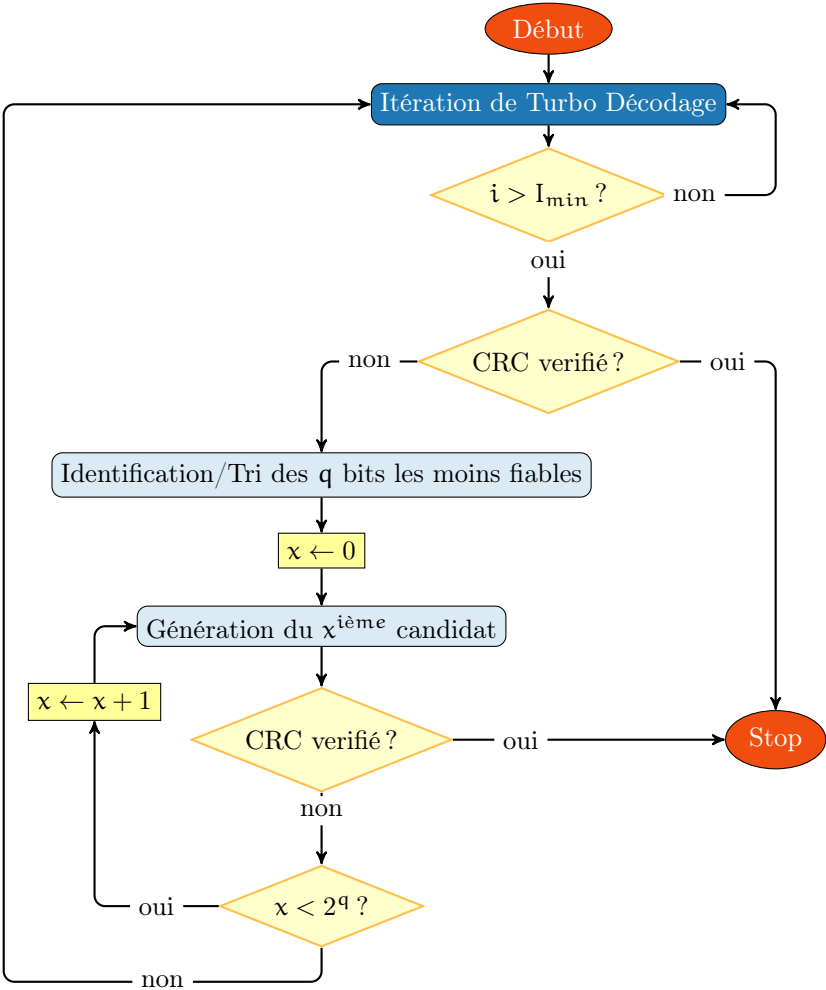 Début
Itération de Turbo Décodage
i > I_min ?
non
oui
CRC verifié ?
non
oui
Identification/Tri des q bits les moins fiables
x ← 0
Génération du x^ième candidat
x ← x + 1
CRC verifié ?
oui
Stop
non
x < 2^q ?
oui
non